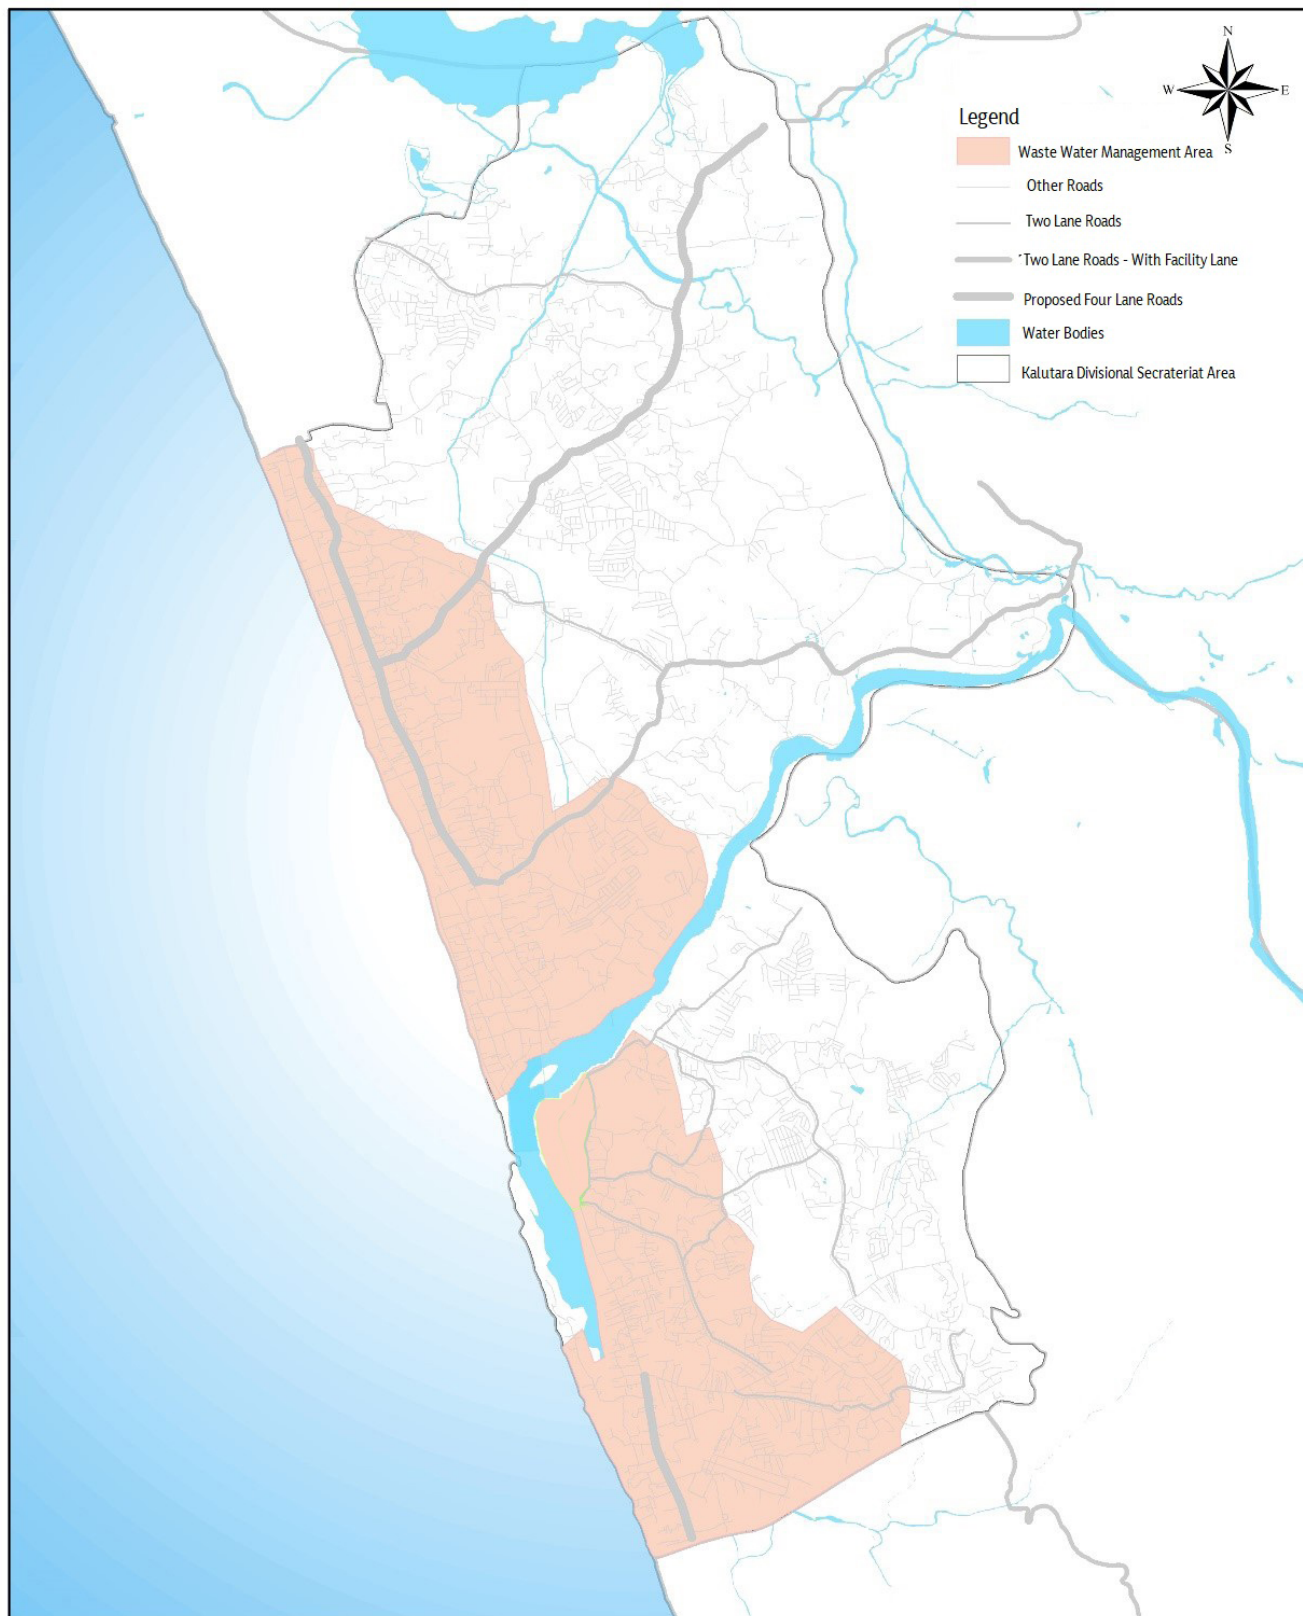 N
W E
S
Legend
Waste Water Management Area
Other Roads
Two Lane Roads
Two Lane Roads - With Facility Lane
Proposed Four Lane Roads
Water Bodies
Kalutara Divisional Secrateriat Area